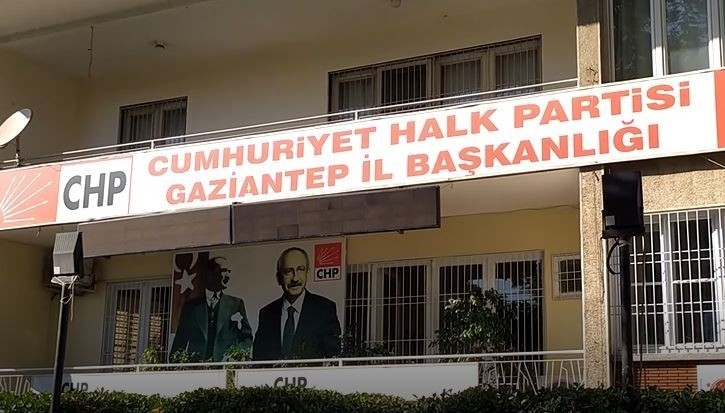 CHP
CUMHURİYET HALK PARTİSİ
GAZİANTEP İL BAŞKANLIĞI
CHP
CHP
CHP